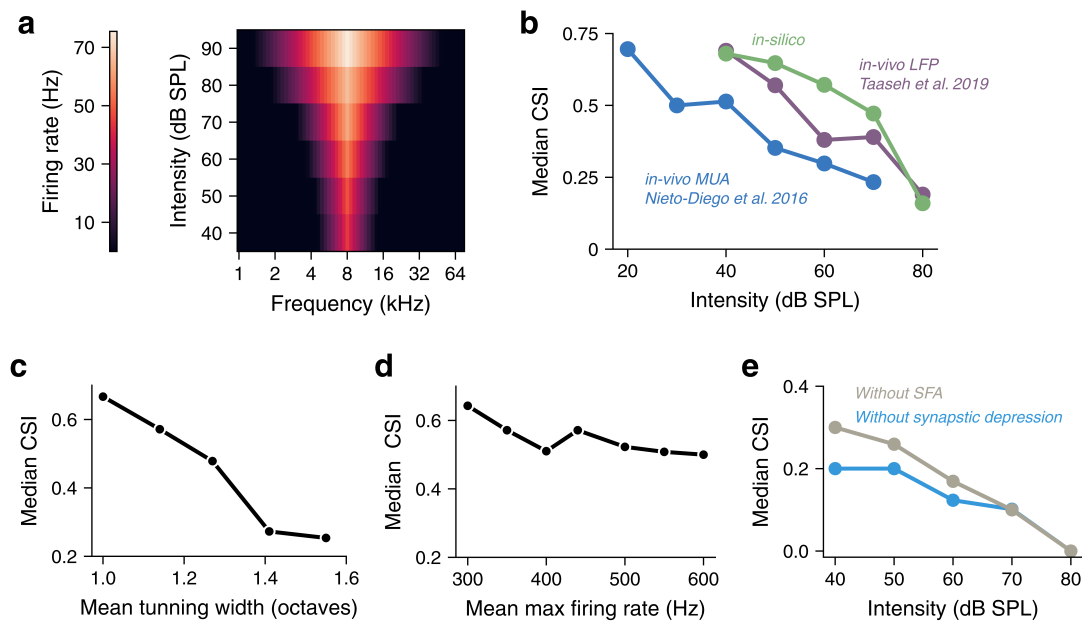 a
Firing rate (Hz)
70
50
30
10
Intensity (dB SPL)
90
80
70
60
50
40
1 2 4 8 16 32 64
Frequency (kHz)
b
Median CSI
0.75
0.5
0.25
0
in-silico
in-vivo LFP
Taaseh et al. 2019
in-vivo MUA
Nieto-Diego et al. 2016
20 40 60 80
Intensity (dB SPL)
c
Median CSI
0.6
0.4
0.2
1.0 1.2 1.4 1.6
Mean tunning width (octaves)
d
Median CSI
0.6
0.4
0.2
300 400 500 600
Mean max firing rate (Hz)
e
Median CSI
0.4
0.2
0.0
Without SFA
Without synapstic depression
40 50 60 70 80
Intensity (dB SPL)